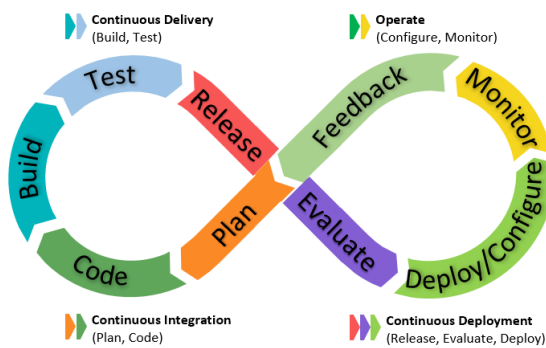 Continuous Delivery
(Build, Test)
Operate
(Configure, Monitor)
Test
Release
Feedback
Monitor
Build
Plan
Evaluate
Deploy/Configure
Code
Continuous Integration
(Plan, Code)
Continuous Deployment
(Release, Evaluate, Deploy)